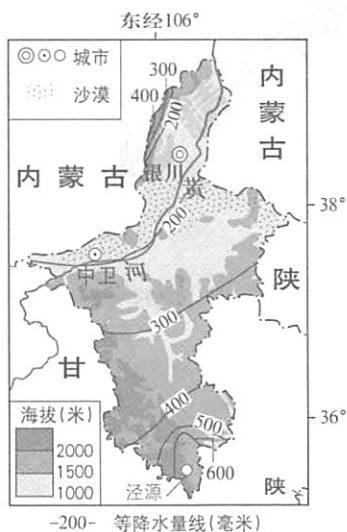 东经106°
◎⊙○ 城市
沙漠
内蒙古
300
400
200
银川
内蒙古
黄
200
38°
中卫
河
陕
300
甘
400
500
36°
600
海拔(米)
2000
1500
1000
泾源
陕
-200- 等降水量线(毫米)